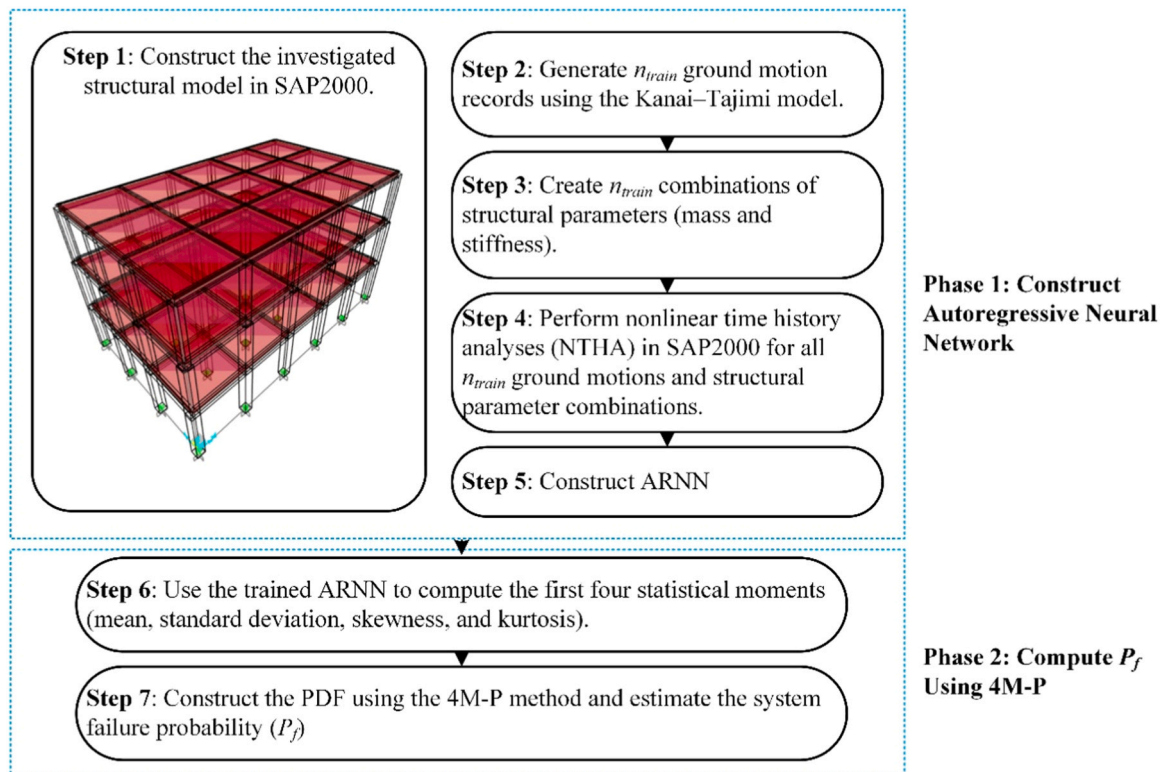 Step 1: Construct the investigated
structural model in SAP2000.
Step 2: Generate n_train ground motion
records using the Kanai–Tajimi model.
Step 3: Create n_train combinations of
structural parameters (mass and
stiffness).
Step 4: Perform nonlinear time history
analyses (NTHA) in SAP2000 for all
n_train ground motions and structural
parameter combinations.
Step 5: Construct ARNN
Phase 1: Construct
Autoregressive Neural
Network
Step 6: Use the trained ARNN to compute the first four statistical moments
(mean, standard deviation, skewness, and kurtosis).
Step 7: Construct the PDF using the 4M-P method and estimate the system
failure probability (P_f)
Phase 2: Compute P_f
Using 4M-P